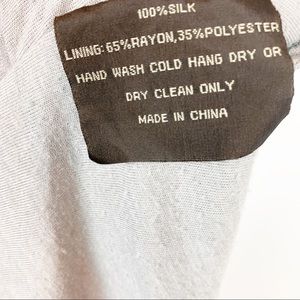 100%SILK
LINING:65%RAYON,35%POLYESTER
HAND WASH COLD HANG DRY OR
DRY CLEAN ONLY
MADE IN CHINA